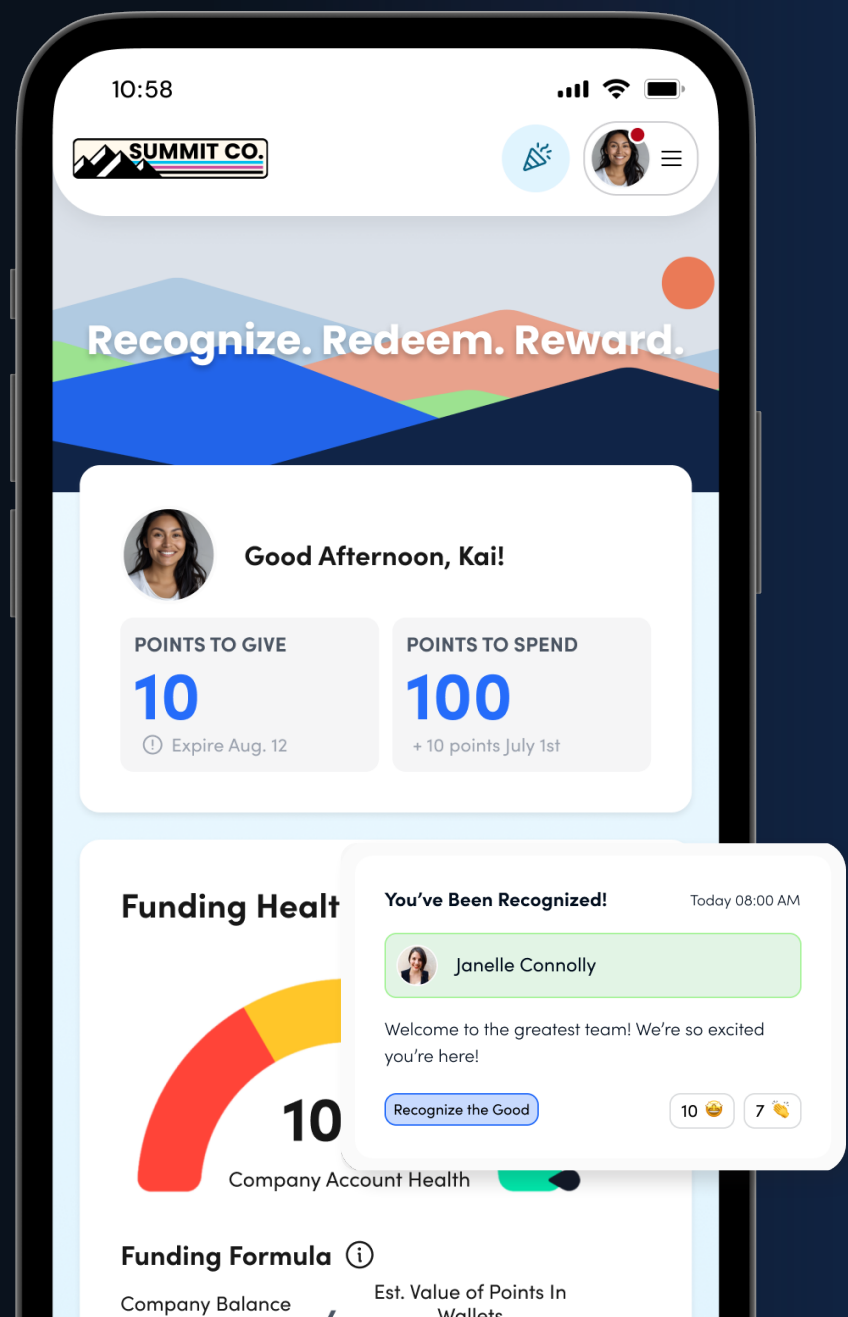 10:58
SUMMIT CO.
Recognize. Redeem. Reward.
Good Afternoon, Kai!
POINTS TO GIVE
10
Expire Aug. 12
POINTS TO SPEND
100
+ 10 points July 1st
Funding Healt
10
Company Account Health
You’ve Been Recognized!
Today 08:00 AM
Janelle Connolly
Welcome to the greatest team! We’re so excited
you’re here!
Recognize the Good
10 🤩
7 👏
Funding Formula
Company Balance
Est. Value of Points In
Wallets